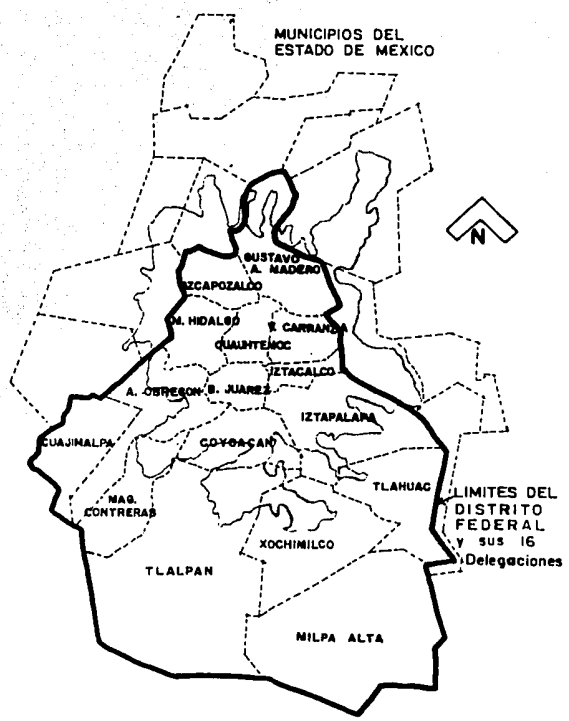 MUNICIPIOS DEL
ESTADO DE MEXICO
N
GUSTAVO
A. MADERO
AZCAPOZALCO
M. HIDALGO
V. CARRANZA
CUAUHTEMOC
IZTACALCO
A. OBREGON
B. JUAREZ
IZTAPALAPA
CUAJIMALPA
COYOACAN
TLAHUAC
MAG.
CONTRERAS
LIMITES DEL
DISTRITO
FEDERAL
y sus 16
Delegaciones
XOCHIMILCO
TLALPAN
MILPA ALTA